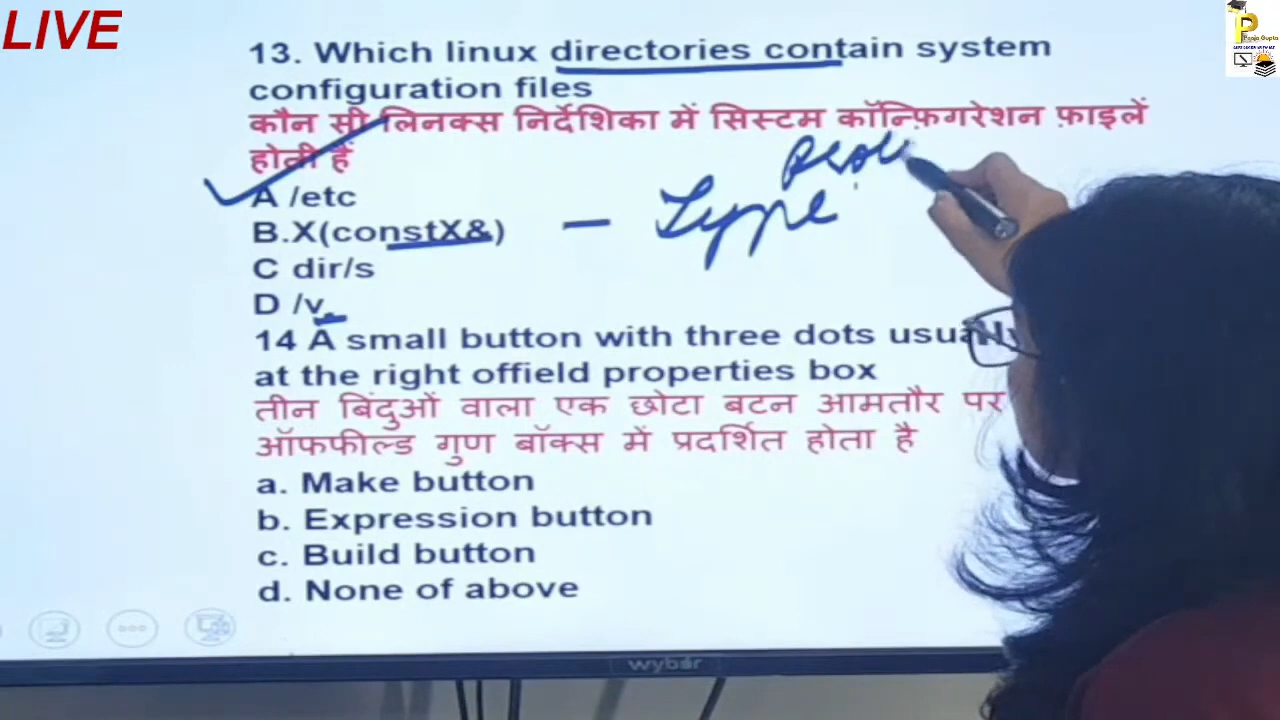 LIVE
13. Which linux directories contain system
configuration files
कौन सी लिनक्स निर्देशिका में सिस्टम कॉन्फ़िगरेशन फ़ाइलें
होती हैं
A /etc
B.X(constX&) – Type
C dir/s
D /v
14 A small button with three dots usually
at the right offield properties box
तीन बिंदुओं वाला एक छोटा बटन आमतौर पर
ऑफफील्ड गुण बॉक्स में प्रदर्शित होता है
a. Make button
b. Expression button
c. Build button
d. None of above
wybor